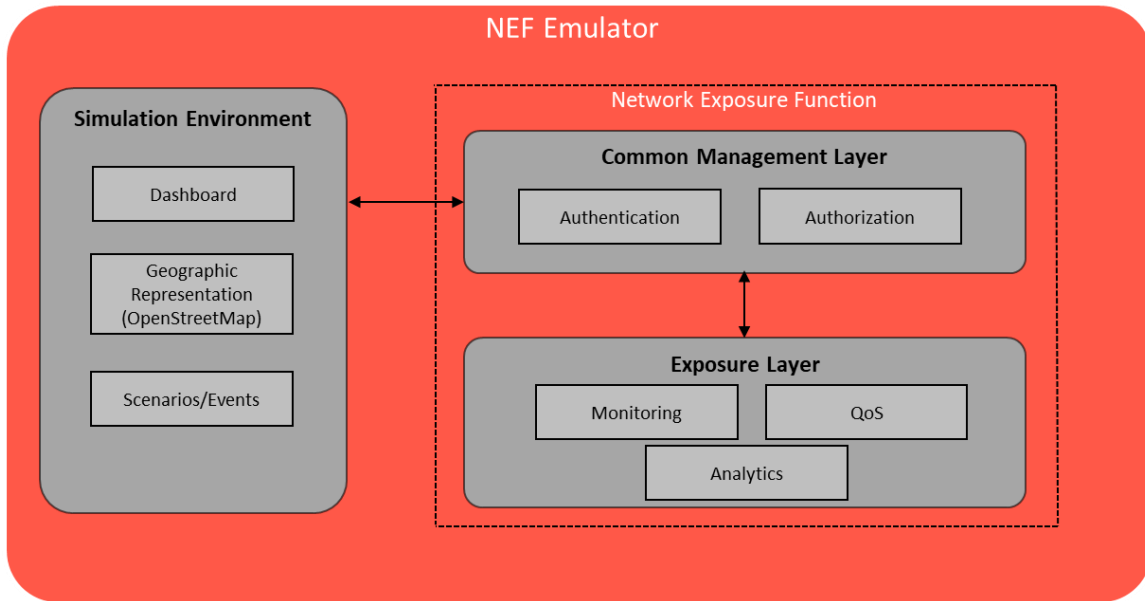 NEF Emulator
Simulation Environment
Dashboard
Geographic
Representation
(OpenStreetMap)
Scenarios/Events
Network Exposure Function
Common Management Layer
Authentication
Authorization
Exposure Layer
Monitoring
QoS
Analytics